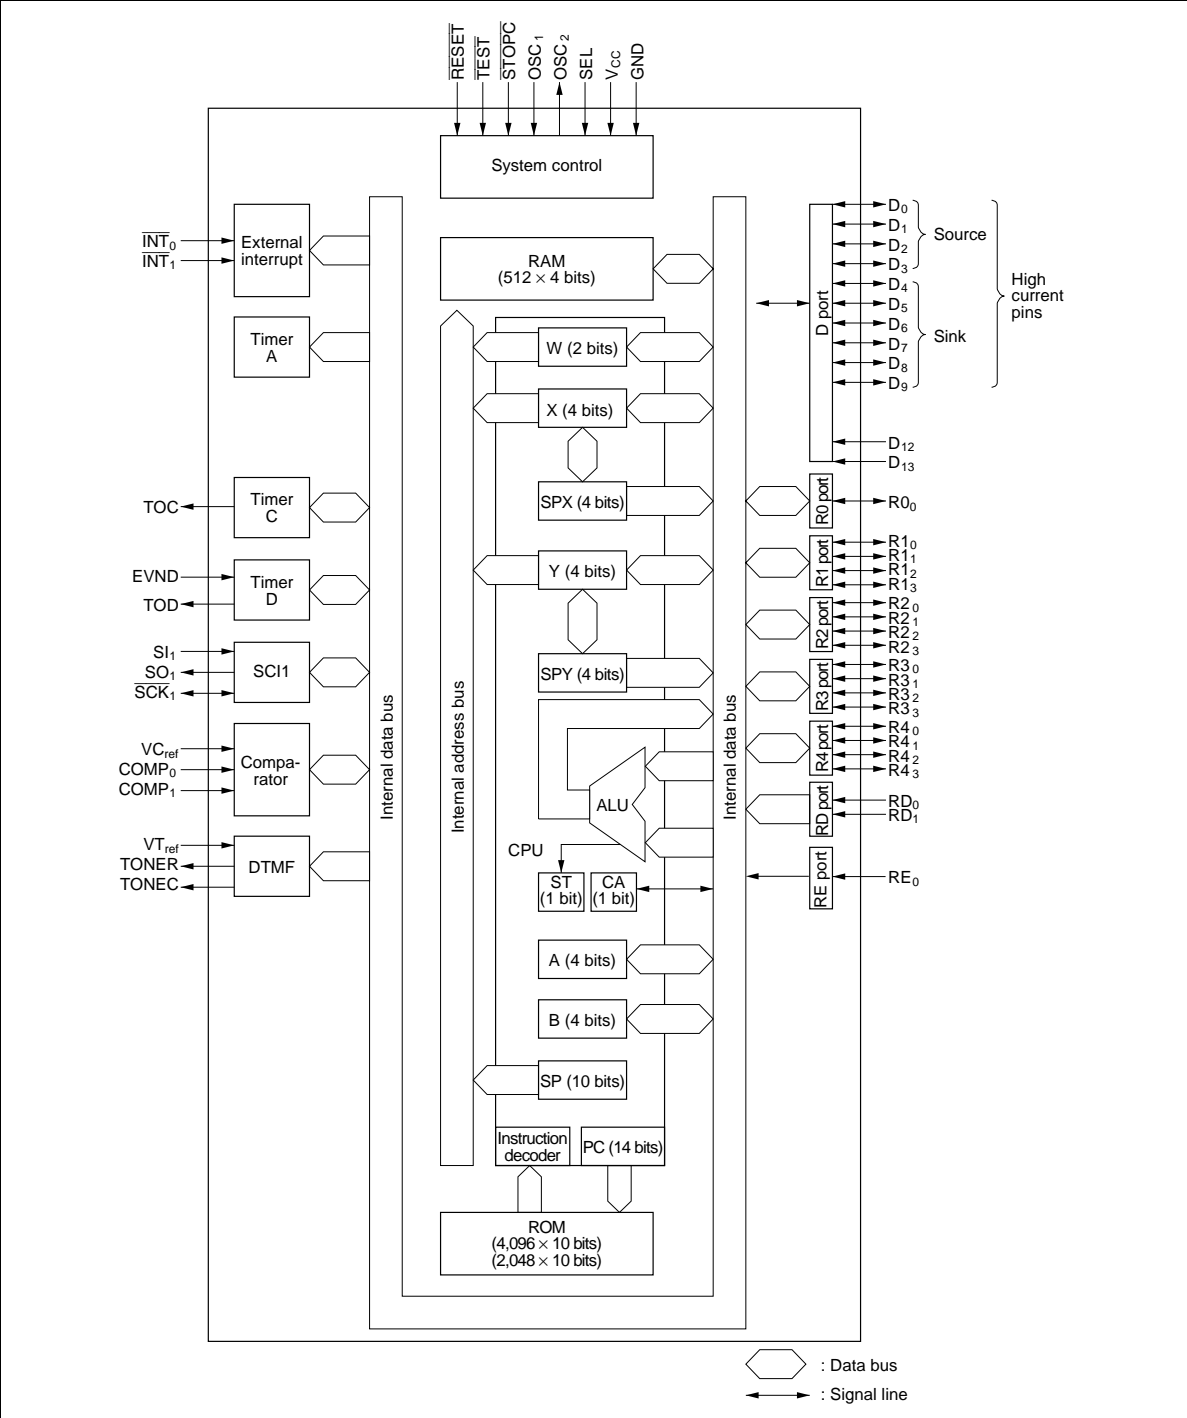 RESET
TEST
STOPC
OSC1
OSC2
SEL
VCC
GND
System control
INT0
INT1
External
interrupt
Timer
A
TOC
Timer
C
EVND
TOD
Timer
D
SI1
SO1
SCK1
SCI1
VCref
COMP0
COMP1
Compa-
rator
VTref
TONER
TONEC
DTMF
Internal data bus
Internal address bus
RAM
(512 × 4 bits)
W (2 bits)
X (4 bits)
SPX (4 bits)
Y (4 bits)
SPY (4 bits)
ALU
CPU
ST
(1 bit)
CA
(1 bit)
A (4 bits)
B (4 bits)
SP (10 bits)
Instruction
decoder
PC (14 bits)
ROM
(4,096 × 10 bits)
(2,048 × 10 bits)
Internal data bus
D port
D0
D1
D2
D3
D4
D5
D6
D7
D8
D9
D12
D13
Source
Sink
High
current
pins
R0 port
R00
R1 port
R10
R11
R12
R13
R2 port
R20
R21
R22
R23
R3 port
R30
R31
R32
R33
R4 port
R40
R41
R42
R43
RD port
RD0
RD1
RE port
RE0
: Data bus
: Signal line